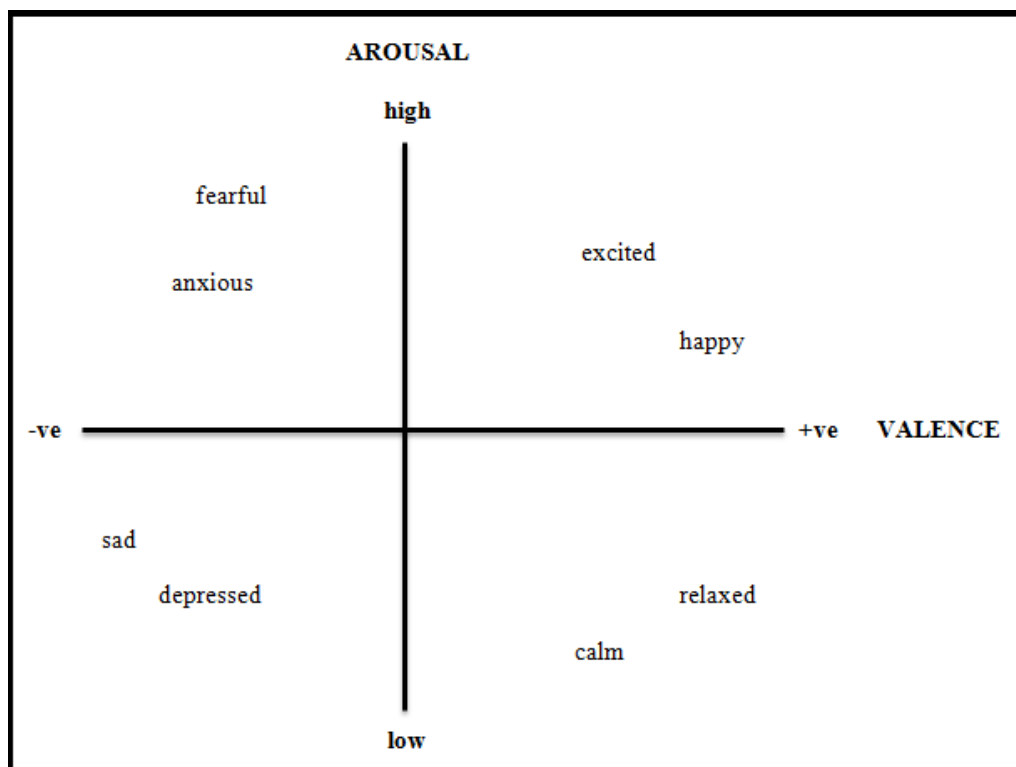 AROUSAL
high
fearful
excited
anxious
happy
-ve +ve VALENCE
sad
depressed relaxed
calm
low